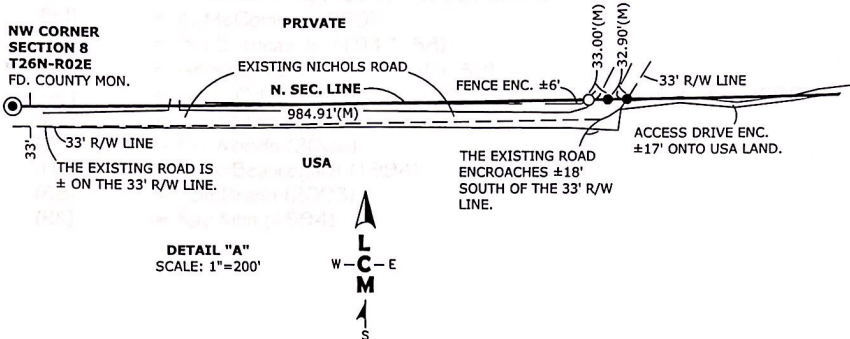 PRIVATE
NW CORNER
SECTION 8
T26N-R02E
FD. COUNTY MON.
EXISTING NICHOLS ROAD
N. SEC. LINE
984.91'(M)
FENCE ENC. ±6'
33.00'(M)
32.90'(M)
33' R/W LINE
33'
33' R/W LINE
THE EXISTING ROAD IS
± ON THE 33' R/W LINE.
USA
THE EXISTING ROAD
ENCROACHES ±18'
SOUTH OF THE 33' R/W
LINE.
ACCESS DRIVE ENC.
±17' ONTO USA LAND.
DETAIL "A"
SCALE: 1"=200'
L
W-C-E
M
S